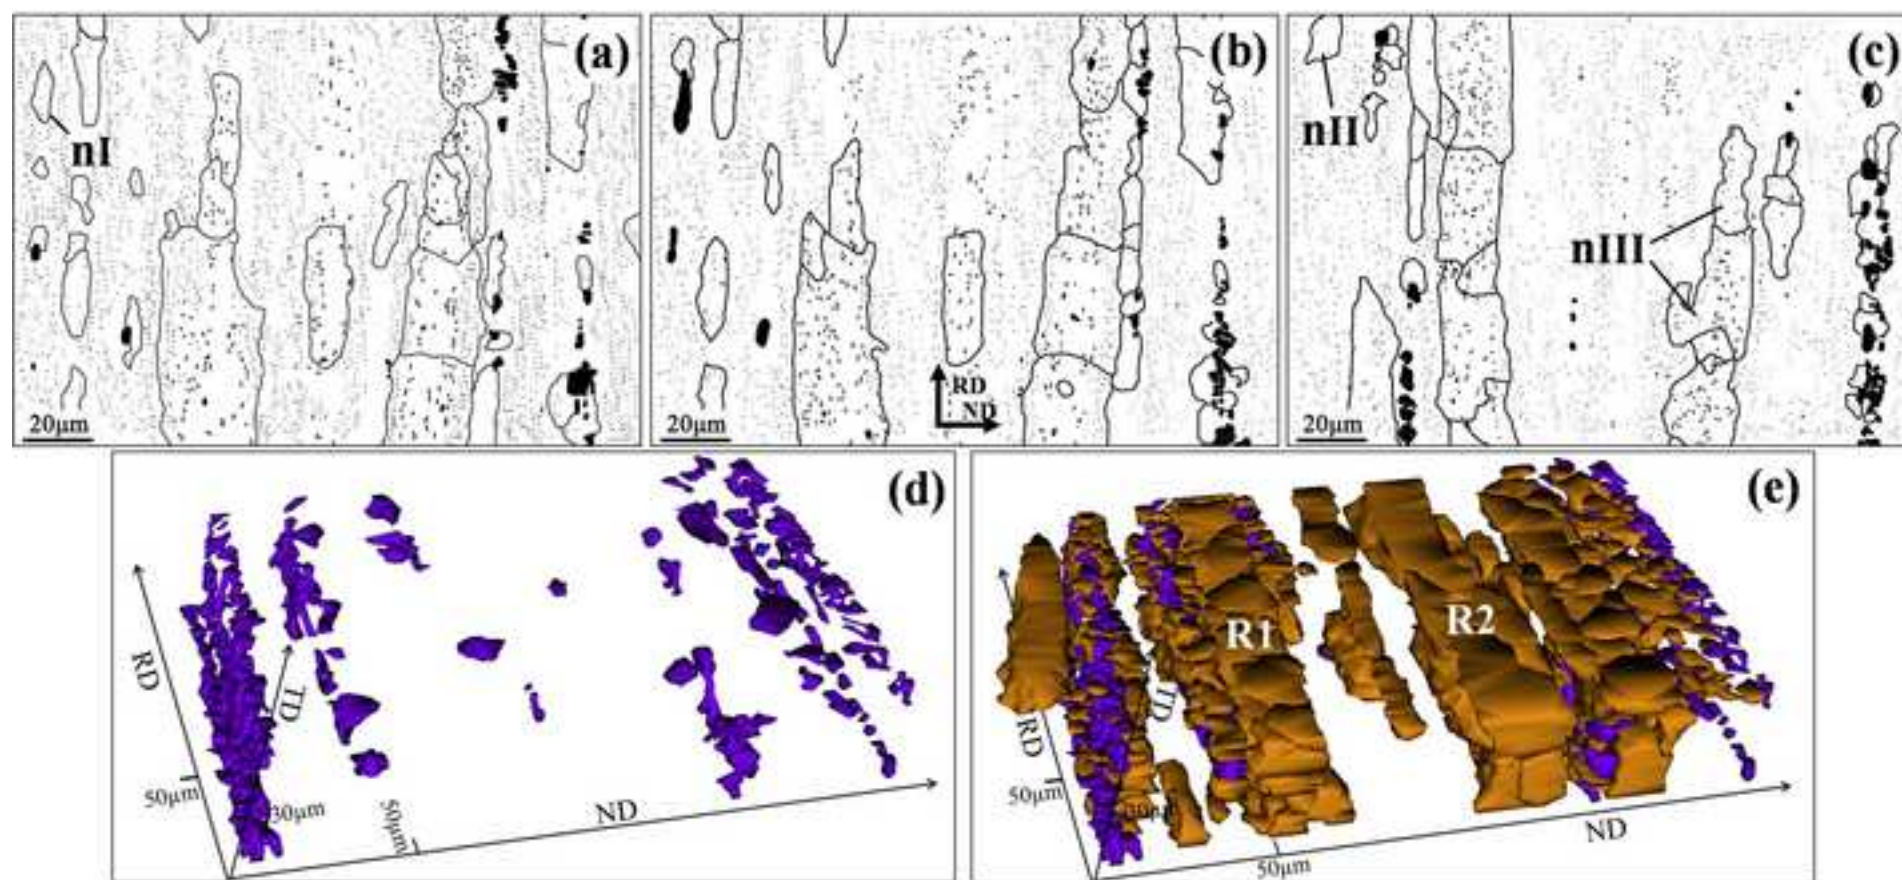 (a)
nI
20µm
(b)
RD
ND
20µm
(c)
nII
nIII
20µm
(d)
RD
TD
50µm
30µm
50µm
ND
(e)
R1
R2
RD
TD
50µm
50µm
ND